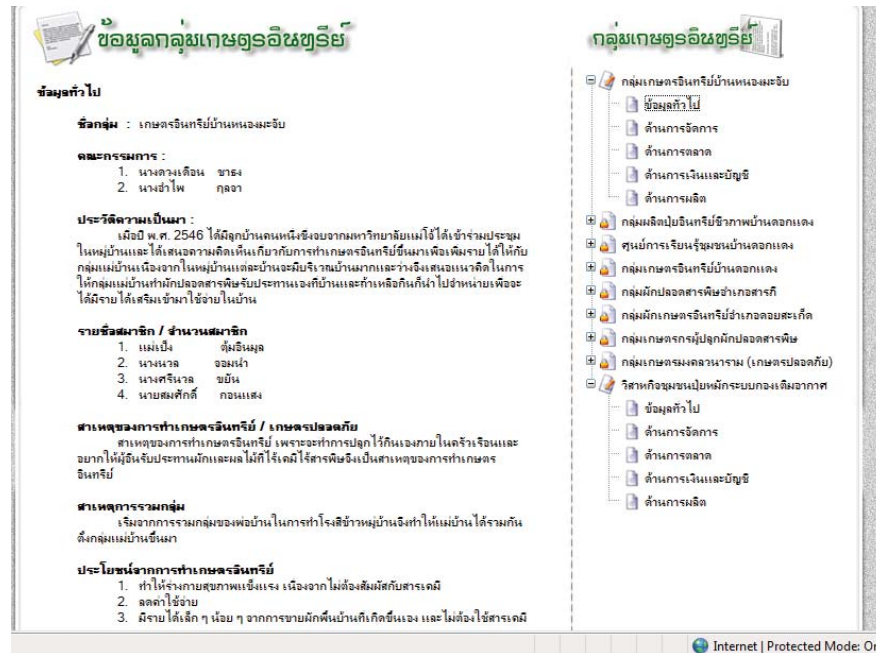 ข้อมูลกลุ่มเกษตรอินทรีย์
ข้อมูลทั่วไป
ชื่อกลุ่ม : เกษตรอินทรีย์บ้านหนองมะจับ
คณะกรรมการ :
1. นางดวงเดือน ชาธง
2. นางอำไพ กุลจา
ประวัติความเป็นมา :
เมื่อปี พ.ศ. 2546 ได้มีลูกบ้านคนหนึ่งซึ่งจบจากมหาวิทยาลัยแม่โจ้ได้เข้าร่วมประชุม
ในหมู่บ้านและได้เสนอความคิดเห็นเกี่ยวกับการทำเกษตรอินทรีย์ขึ้นมาเพื่อเพิ่มรายได้ให้กับ
กลุ่มแม่บ้านเนื่องจากในหมู่บ้านแต่ละบ้านจะมีบริเวณบ้านมากและว่างจึงเสนอแนวคิดในการ
ให้กลุ่มแม่บ้านทำผักปลอดสารพิษรับประทานเองที่บ้านและถ้าเหลือกินก็นำไปจำหน่ายเพื่อจะ
ได้มีรายได้เสริมเข้ามาใช้จ่ายในบ้าน
รายชื่อสมาชิก / จำนวนสมาชิก
1. แม่เป็ง ตุ้มอินมูล
2. นางนวล จอมนำ
3. นางศรีนวล ขยัน
4. นายสมศักดิ์ กอนแสง
สาเหตุของการทำเกษตรอินทรีย์ / เกษตรปลอดภัย
สาเหตุของการทำเกษตรอินทรีย์ เพราะจะทำการปลูกไว้กินเองภายในครัวเรือนและ
อยากให้ผู้อื่นรับประทานผักและผลไม้ที่ไร้เคมีไร้สารพิษจึงเป็นสาเหตุของการทำเกษตร
อินทรีย์
สาเหตุการรวมกลุ่ม
เริ่มจากการรวมกลุ่มของพ่อบ้านในการทำโรงสีข้าวหมู่บ้านจึงทำให้แม่บ้านได้รวมกัน
ตั้งกลุ่มแม่บ้านขึ้นมา
ประโยชน์จากการทำเกษตรอินทรีย์
1. ทำให้ร่างกายสุขภาพแข็งแรง เนื่องจากไม่ต้องสัมผัสกับสารเคมี
2. ลดค่าใช้จ่าย
3. มีรายได้เล็ก ๆ น้อย ๆ จากการขายผักพื้นบ้านที่เกิดขึ้นเอง และไม่ต้องใช้สารเคมี
กลุ่มเกษตรอินทรีย์
กลุ่มเกษตรอินทรีย์บ้านหนองมะจับ
ข้อมูลทั่วไป
ด้านการจัดการ
ด้านการตลาด
ด้านการเงินและบัญชี
ด้านการผลิต
กลุ่มผลิตปุ๋ยอินทรีย์ชีวภาพบ้านดอกแดง
ศูนย์การเรียนรู้ชุมชนบ้านดอกแดง
กลุ่มเกษตรอินทรีย์บ้านดอกแดง
กลุ่มผักปลอดสารพิษอำเภอสารภี
กลุ่มผักเกษตรอินทรีย์อำเภอดอยสะเก็ด
กลุ่มเกษตรกรผู้ปลูกผักปลอดสารพิษ
กลุ่มเกษตรมงคลวนาราม (เกษตรปลอดภัย)
วิสาหกิจชุมชนปุ๋ยหมักระบบกองเติมอากาศ
ข้อมูลทั่วไป
ด้านการจัดการ
ด้านการตลาด
ด้านการเงินและบัญชี
ด้านการผลิต
Internet | Protected Mode: On